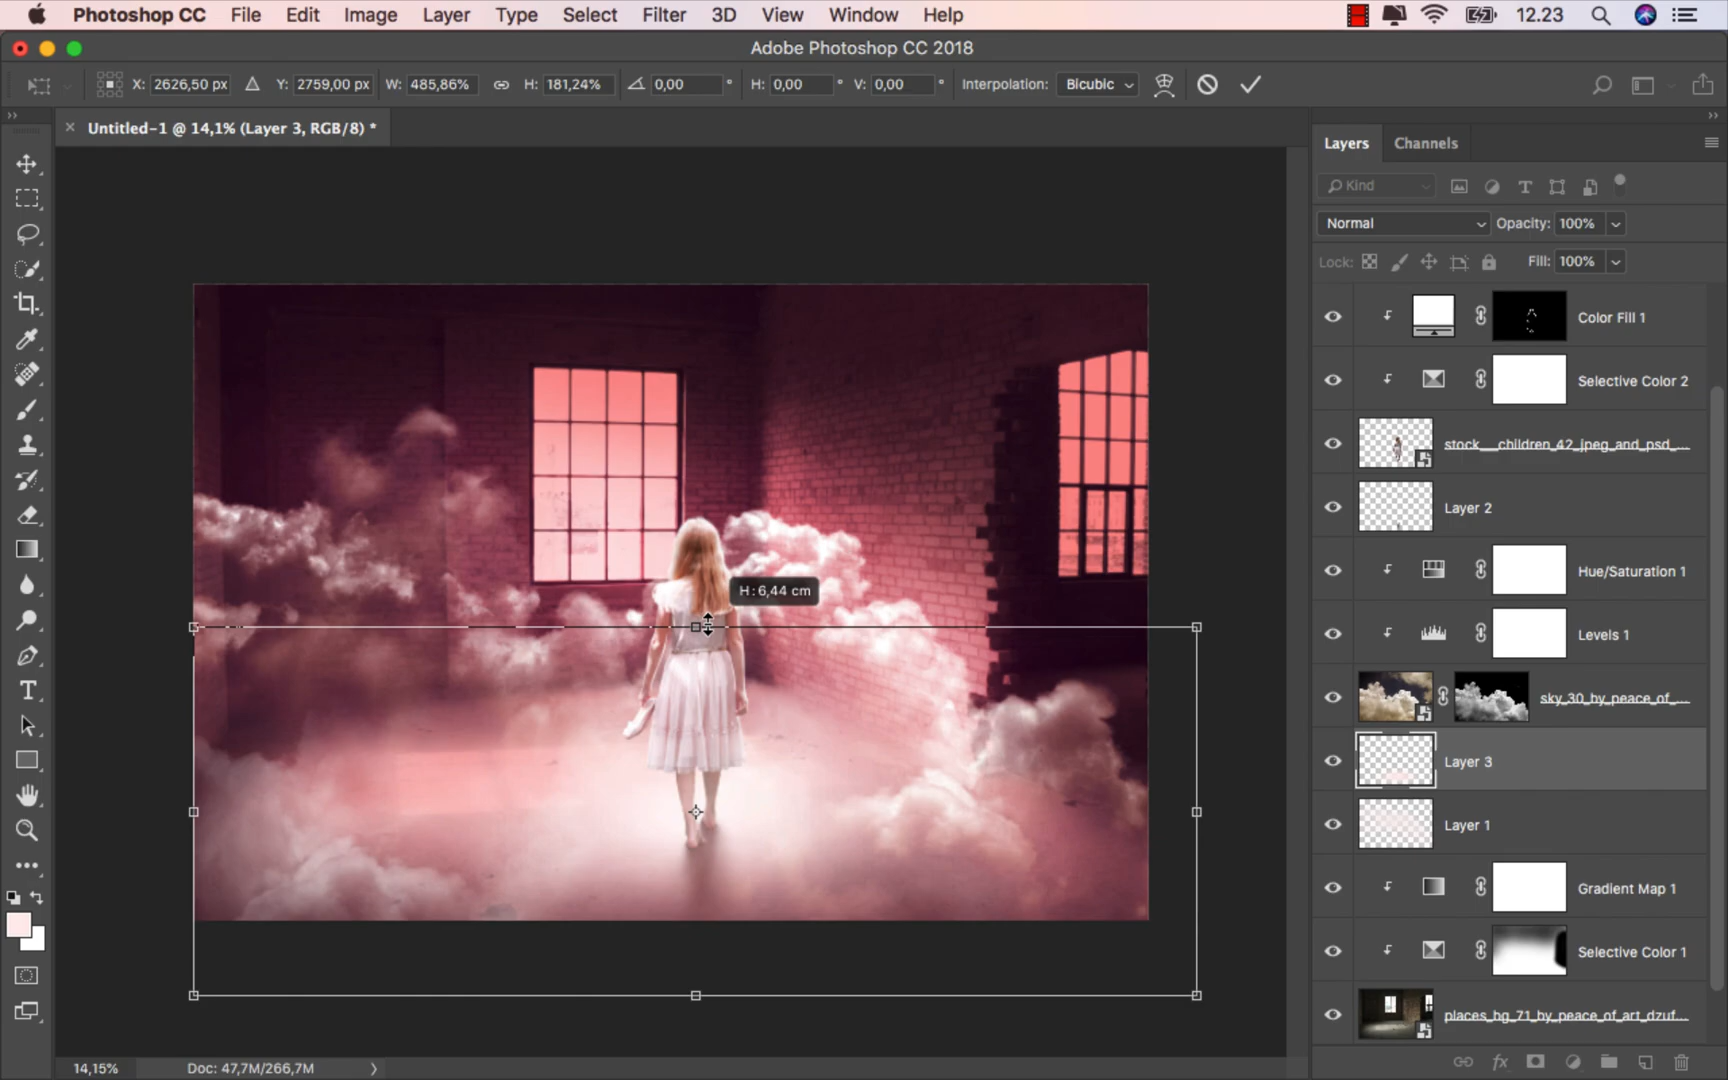 Photoshop CC File Edit Image Layer Type Select Filter 3D View Window Help 12.23
Adobe Photoshop CC 2018
X: 2626,50 px Y: 2759,00 px W: 485,86% H: 181,24% 0,00 ° H: 0,00 ° V: 0,00 ° Interpolation: Bicubic
Untitled-1 @ 14,1% (Layer 3, RGB/8) *
Layers Channels
Kind
Normal Opacity: 100%
Lock: Fill: 100%
Color Fill 1
Selective Color 2
stock__children_42_jpeg_and_psd_...
Layer 2
Hue/Saturation 1
H: 6,44 cm
Levels 1
sky_30_by_peace_of_...
Layer 3
Layer 1
Gradient Map 1
Selective Color 1
places_bg_71_by_peace_of_art_dzuf...
14,15% Doc: 47,7M/266,7M